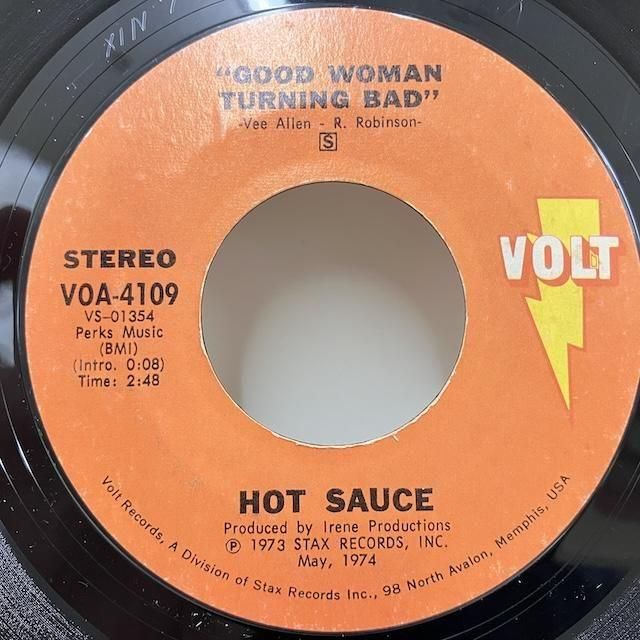 "GOOD WOMAN
TURNING BAD"
-Vee Allen - R. Robinson-
S
STEREO
VOA-4109
VS-01354
Perks Music
(BMI)
(Intro. 0:08)
Time: 2:48
VOLT
HOT SAUCE
Produced by Irene Productions
Ⓟ 1973 STAX RECORDS, INC.
May, 1974
Volt Records, A Division of Stax Records Inc., 98 North Avalon, Memphis, USA